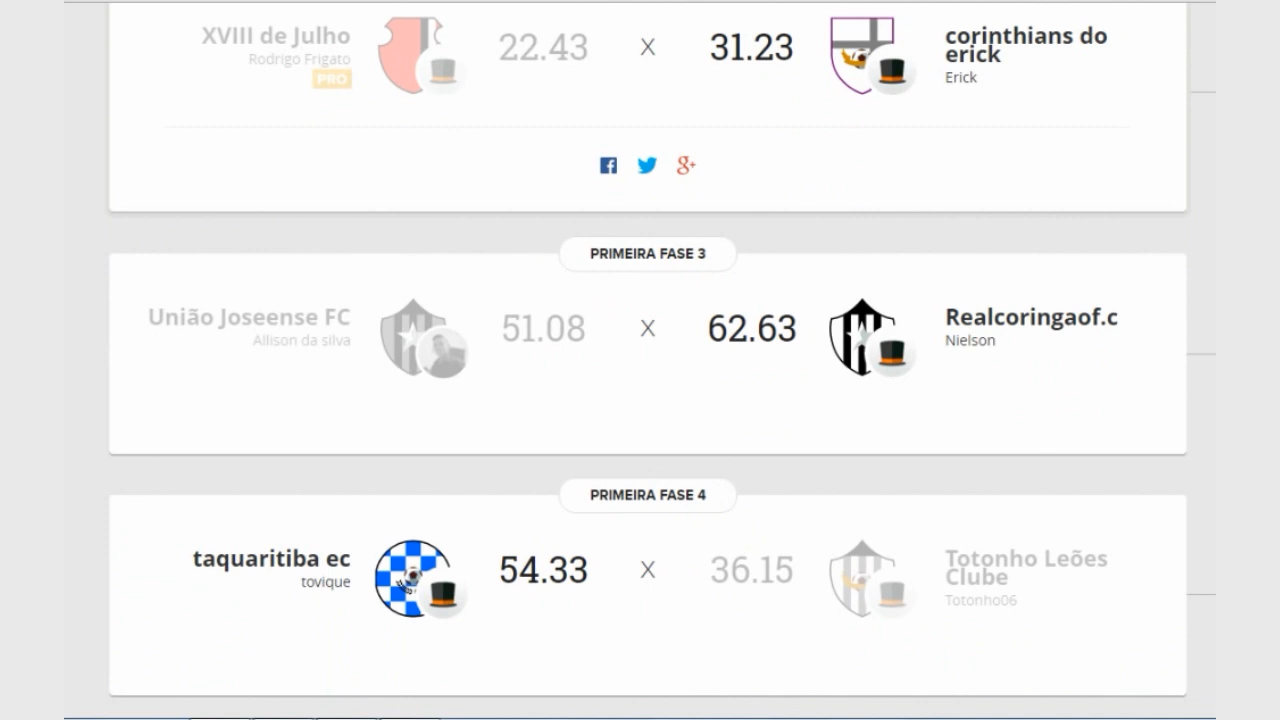 XVIII de Julho
Rodrigo Frigato
PRO
22.43 X 31.23
corinthians do
erick
Erick
PRIMEIRA FASE 3
União Joseense FC
Allison da silva
51.08 X 62.63
Realcoringaof.c
Nielson
PRIMEIRA FASE 4
taquaritiba ec
tovique
54.33 X 36.15
Totonho Leões
Clube
Totonho06